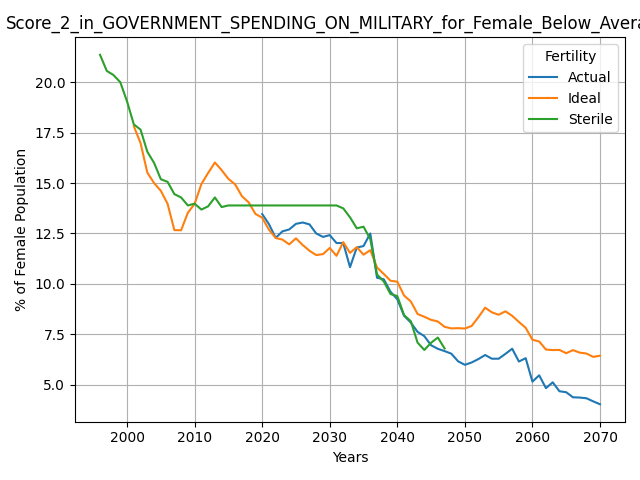 Score_2_in_GOVERNMENT_SPENDING_ON_MILITARY_for_Female_Below_Avera
Fertility
Actual
Ideal
Sterile
% of Female Population
20.0
17.5
15.0
12.5
10.0
7.5
5.0
2000 2010 2020 2030 2040 2050 2060 2070
Years